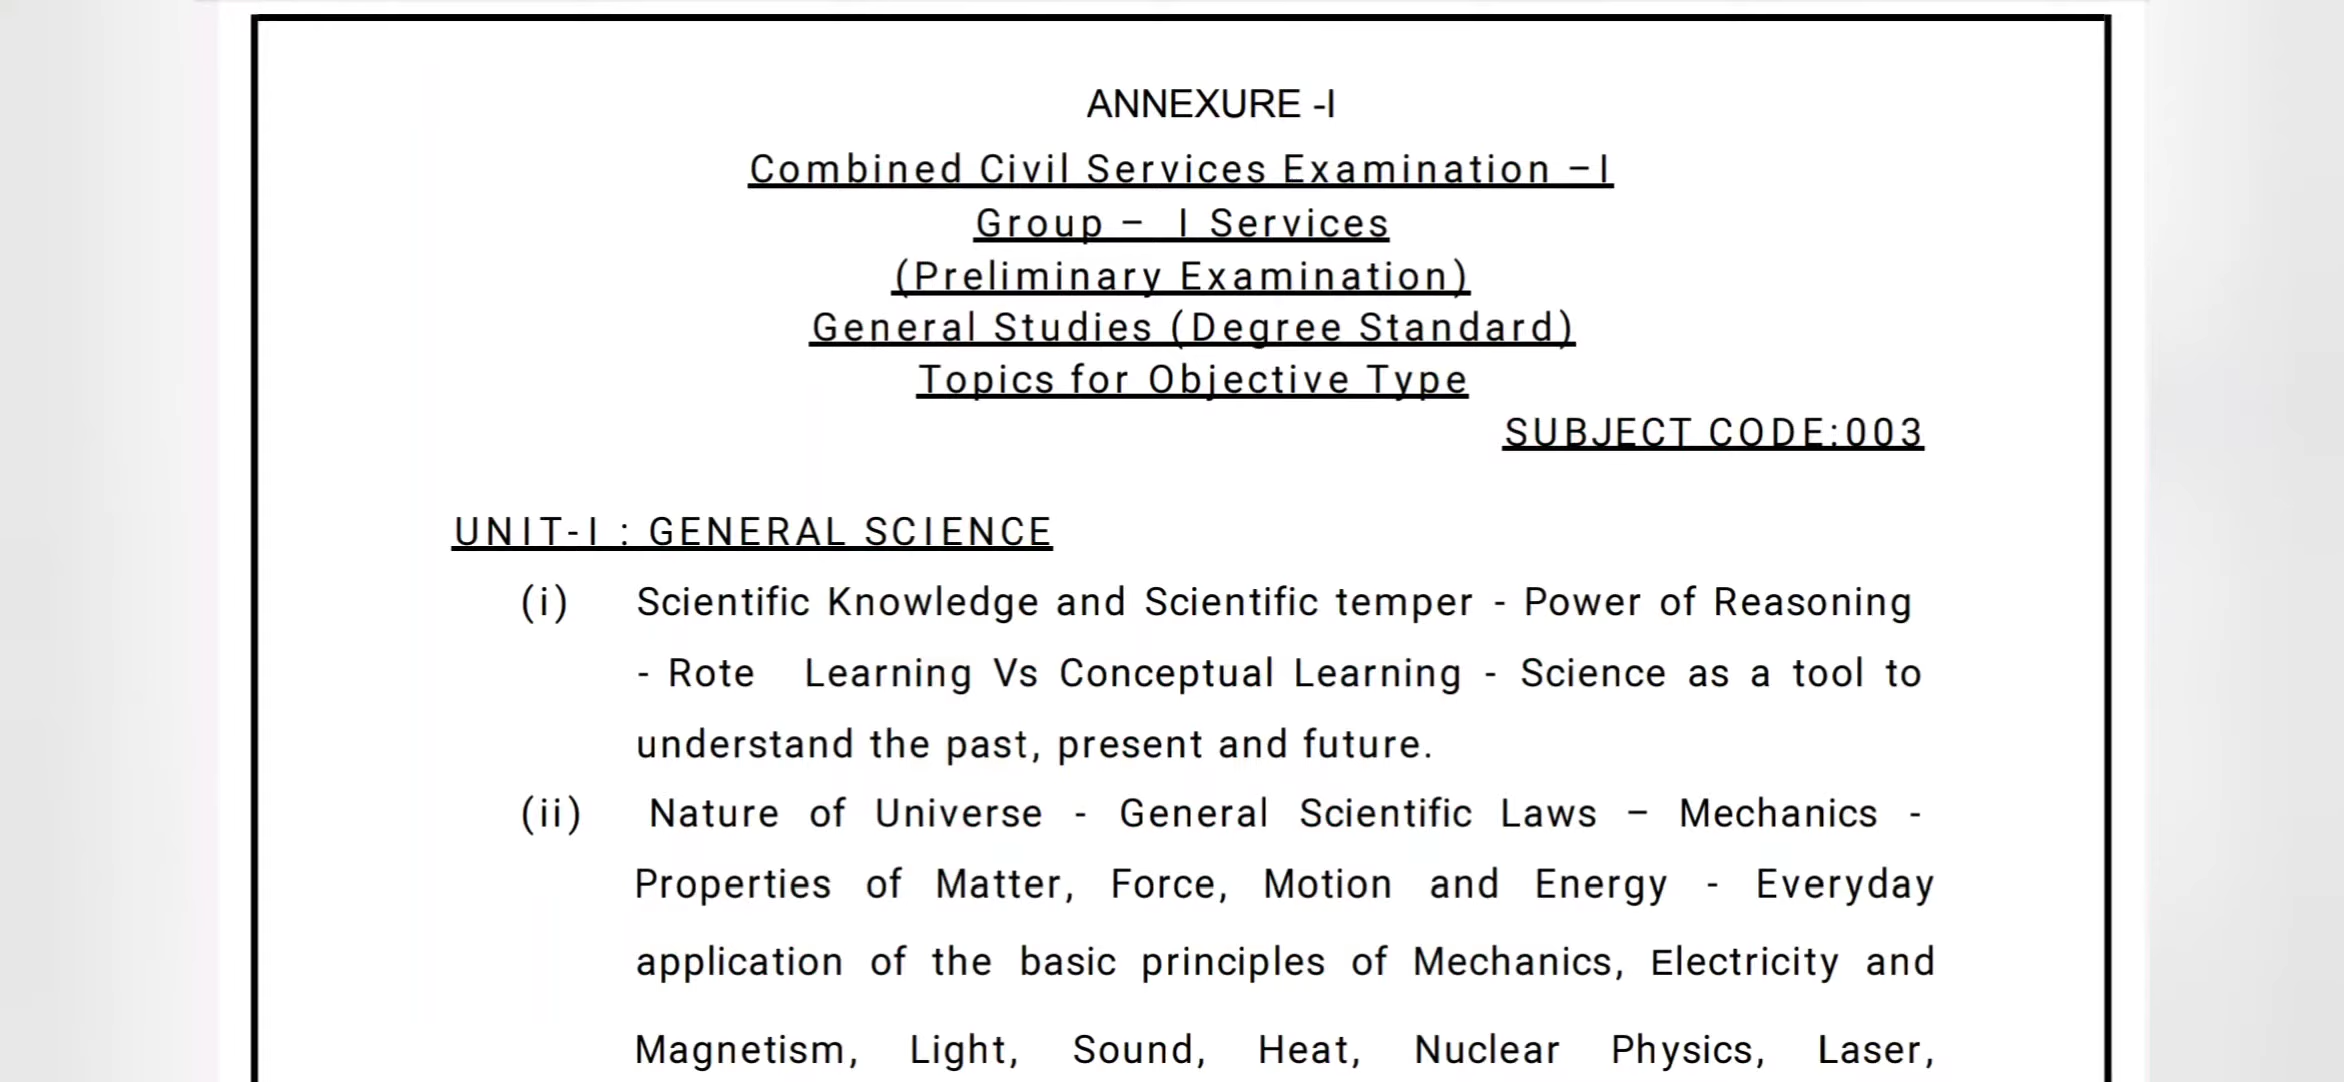 ANNEXURE -I
Combined Civil Services Examination –I
Group –  I Services
(Preliminary Examination)
General Studies (Degree Standard)
Topics for Objective Type
SUBJECT CODE:003
UNIT-I : GENERAL SCIENCE
(i) Scientific Knowledge and Scientific temper - Power of Reasoning
- Rote Learning Vs Conceptual Learning - Science as a tool to
understand the past, present and future.
(ii) Nature of Universe - General Scientific Laws – Mechanics -
Properties of Matter, Force, Motion and Energy - Everyday
application of the basic principles of Mechanics, Electricity and
Magnetism, Light, Sound, Heat, Nuclear Physics, Laser,